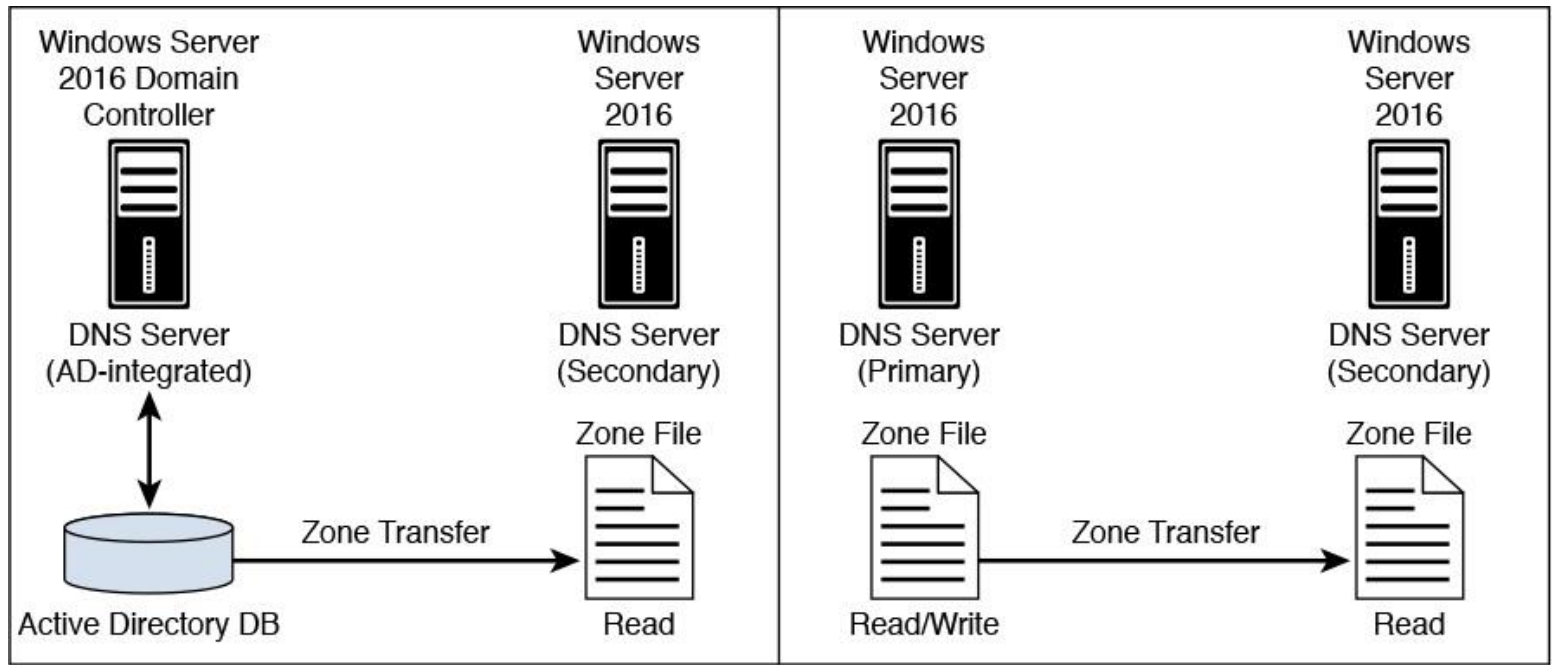 Windows Server
2016 Domain
Controller
DNS Server
(AD-integrated)
Active Directory DB
Zone Transfer
Windows
Server
2016
DNS Server
(Secondary)
Zone File
Read
Windows
Server
2016
DNS Server
(Primary)
Zone File
Read/Write
Zone Transfer
Windows
Server
2016
DNS Server
(Secondary)
Zone File
Read